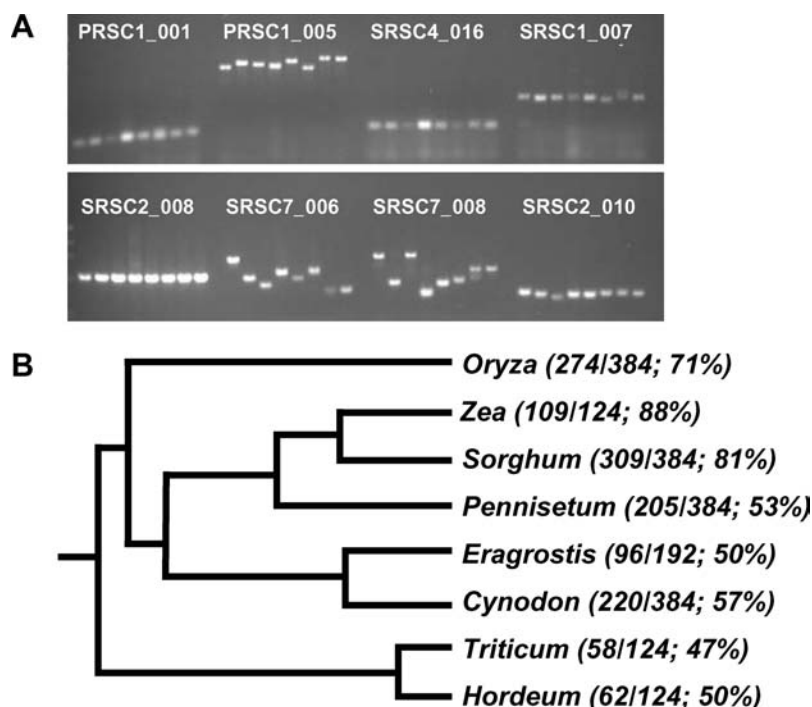 A
PRSC1_001 PRSC1_005 SRSC4_016 SRSC1_007
SRSC2_008 SRSC7_006 SRSC7_008 SRSC2_010
B
Oryza (274/384; 71%)
Zea (109/124; 88%)
Sorghum (309/384; 81%)
Pennisetum (205/384; 53%)
Eragrostis (96/192; 50%)
Cynodon (220/384; 57%)
Triticum (58/124; 47%)
Hordeum (62/124; 50%)